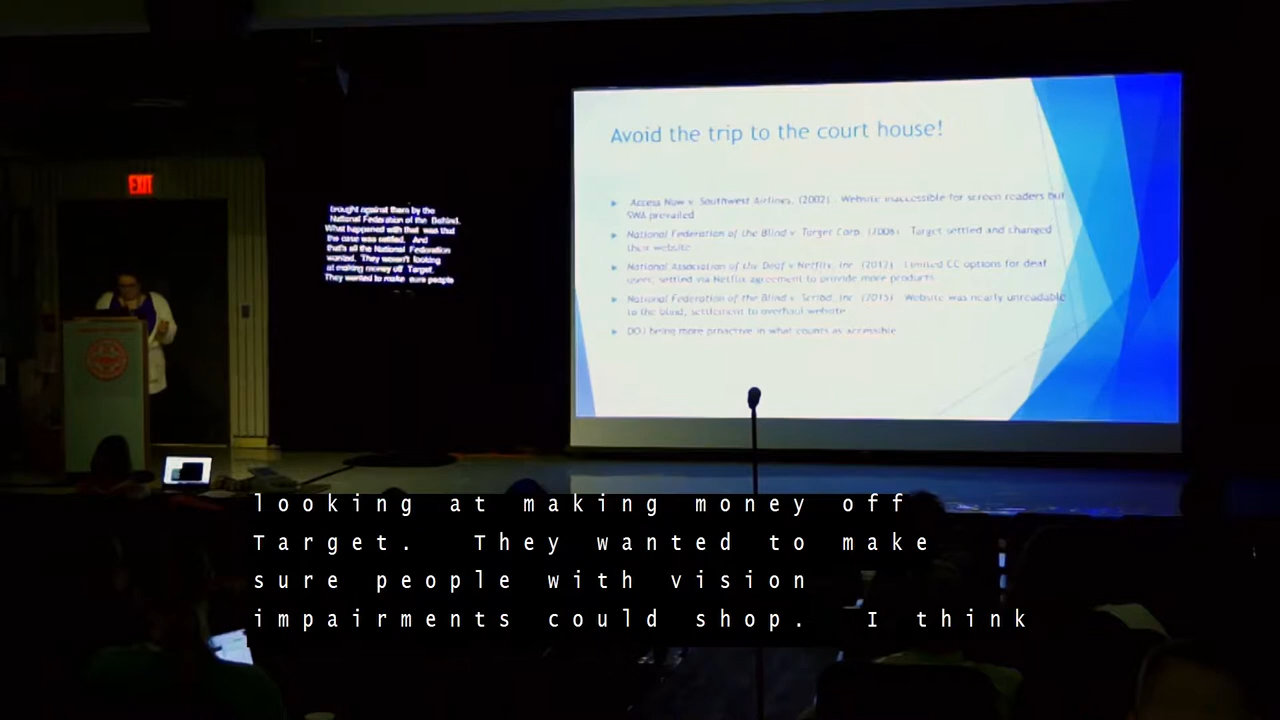 EXIT
brought against them by the
National Federation of the Behind.
What happened with that was that
the case was settled. And
that's all the National Federation
wanted. They weren't looking
at making money off Target.
They wanted to make sure people
Avoid the trip to the court house!
Access Now v. Southwest Airlines, (2002). Website inaccessible for screen readers but
SWA prevailed
National Federation of the Blind v. Target Corp. (2006). Target settled and changed
their website
National Association of the Deaf v. Netflix, Inc. (2012). Limited CC options for deaf
users, settled via Netflix agreement to provide more products
National Federation of the Blind v. Scribd, Inc. (2015). Website was nearly unreadable
to the blind, settlement to overhaul website
DOJ being more proactive in what counts as accessible
looking at making money off
Target. They wanted to make
sure people with vision
impairments could shop. I think